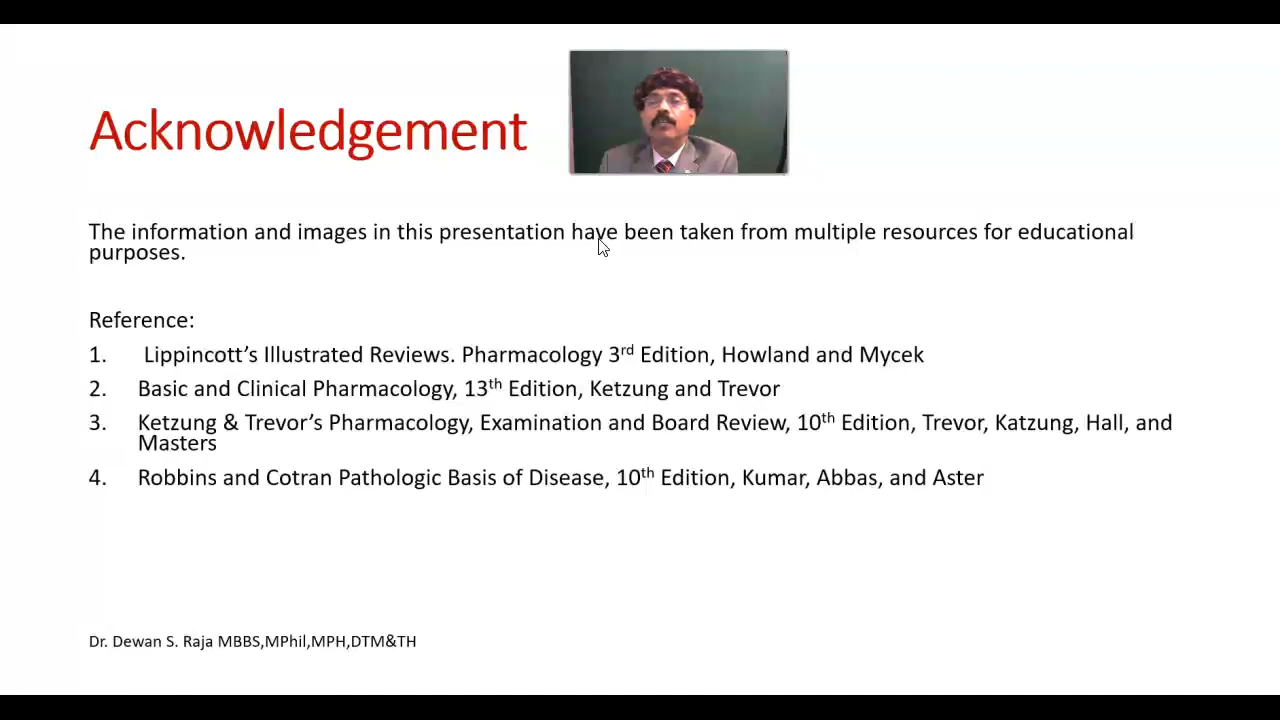 Acknowledgement
The information and images in this presentation have been taken from multiple resources for educational
purposes.
Reference:
1. Lippincott’s Illustrated Reviews. Pharmacology 3rd Edition, Howland and Mycek
2. Basic and Clinical Pharmacology, 13th Edition, Ketzung and Trevor
3. Ketzung & Trevor’s Pharmacology, Examination and Board Review, 10th Edition, Trevor, Katzung, Hall, and
Masters
4. Robbins and Cotran Pathologic Basis of Disease, 10th Edition, Kumar, Abbas, and Aster
Dr. Dewan S. Raja MBBS,MPhil,MPH,DTM&TH